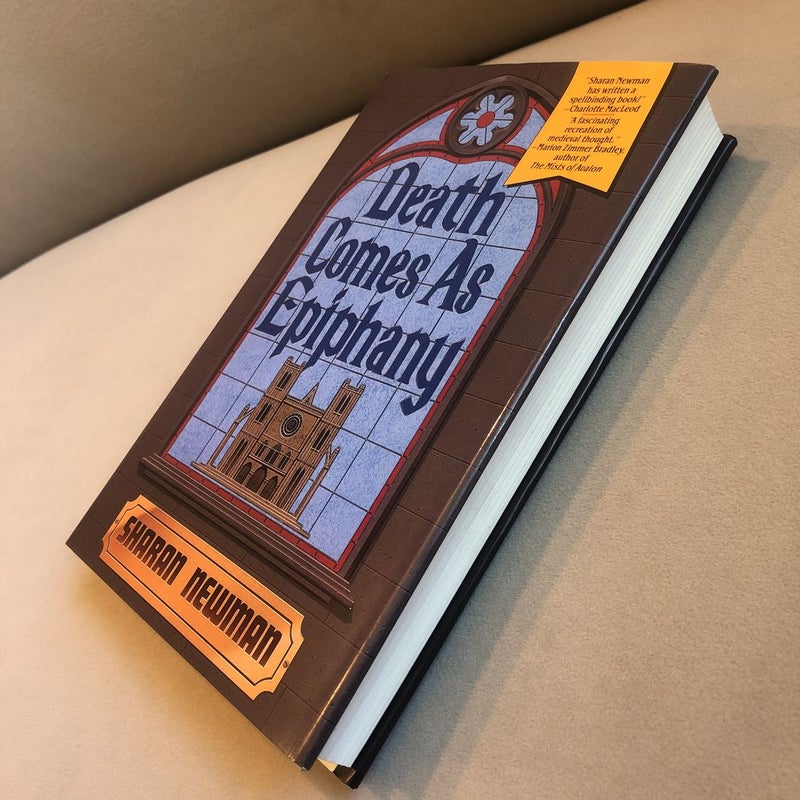 "Sharan Newman
has written a
spellbinding book!"
—Charlotte MacLeod
"A fascinating
recreation of
medieval thought."
—Marion Zimmer Bradley,
author of
The Mists of Avalon
Death
Comes As
Epiphany
SHARAN NEWMAN